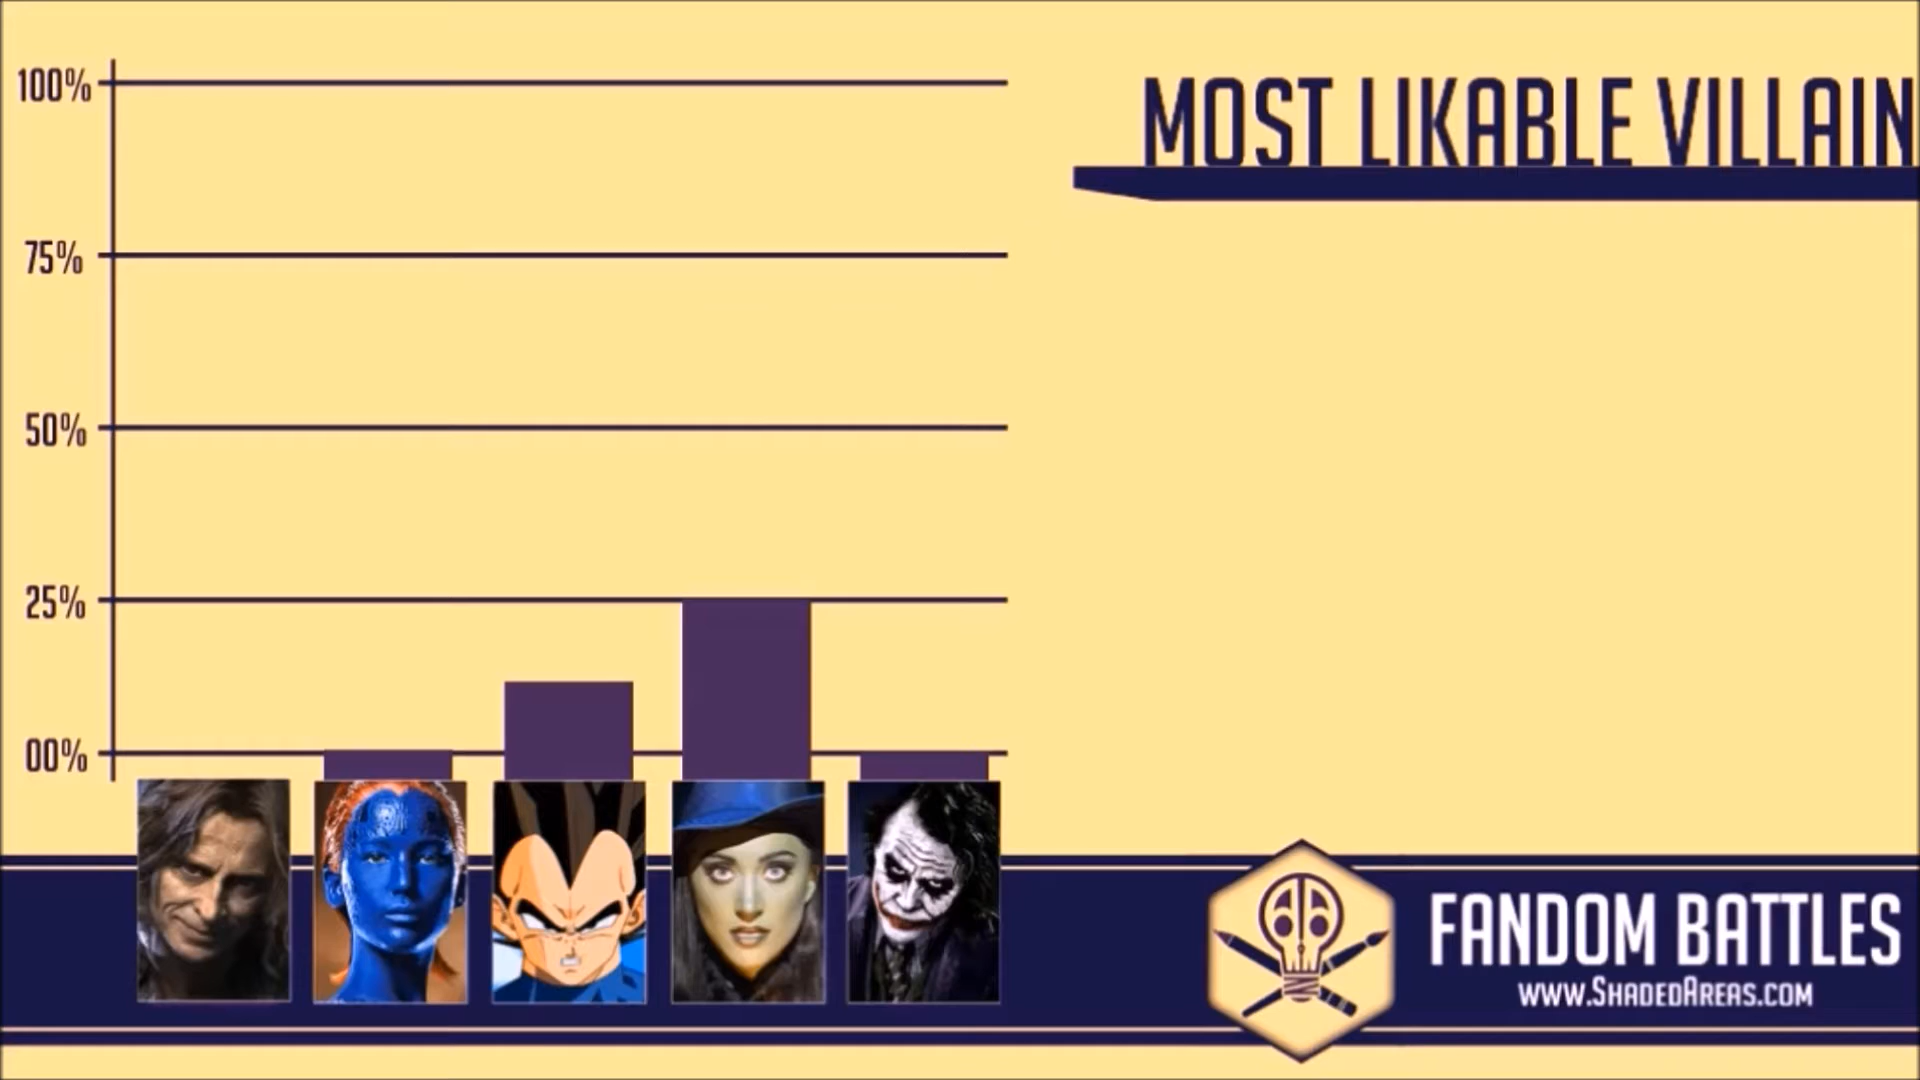 100%
75%
50%
25%
00%
MOST LIKABLE VILLAIN
FANDOM BATTLES
WWW.SHADEDAREAS.COM